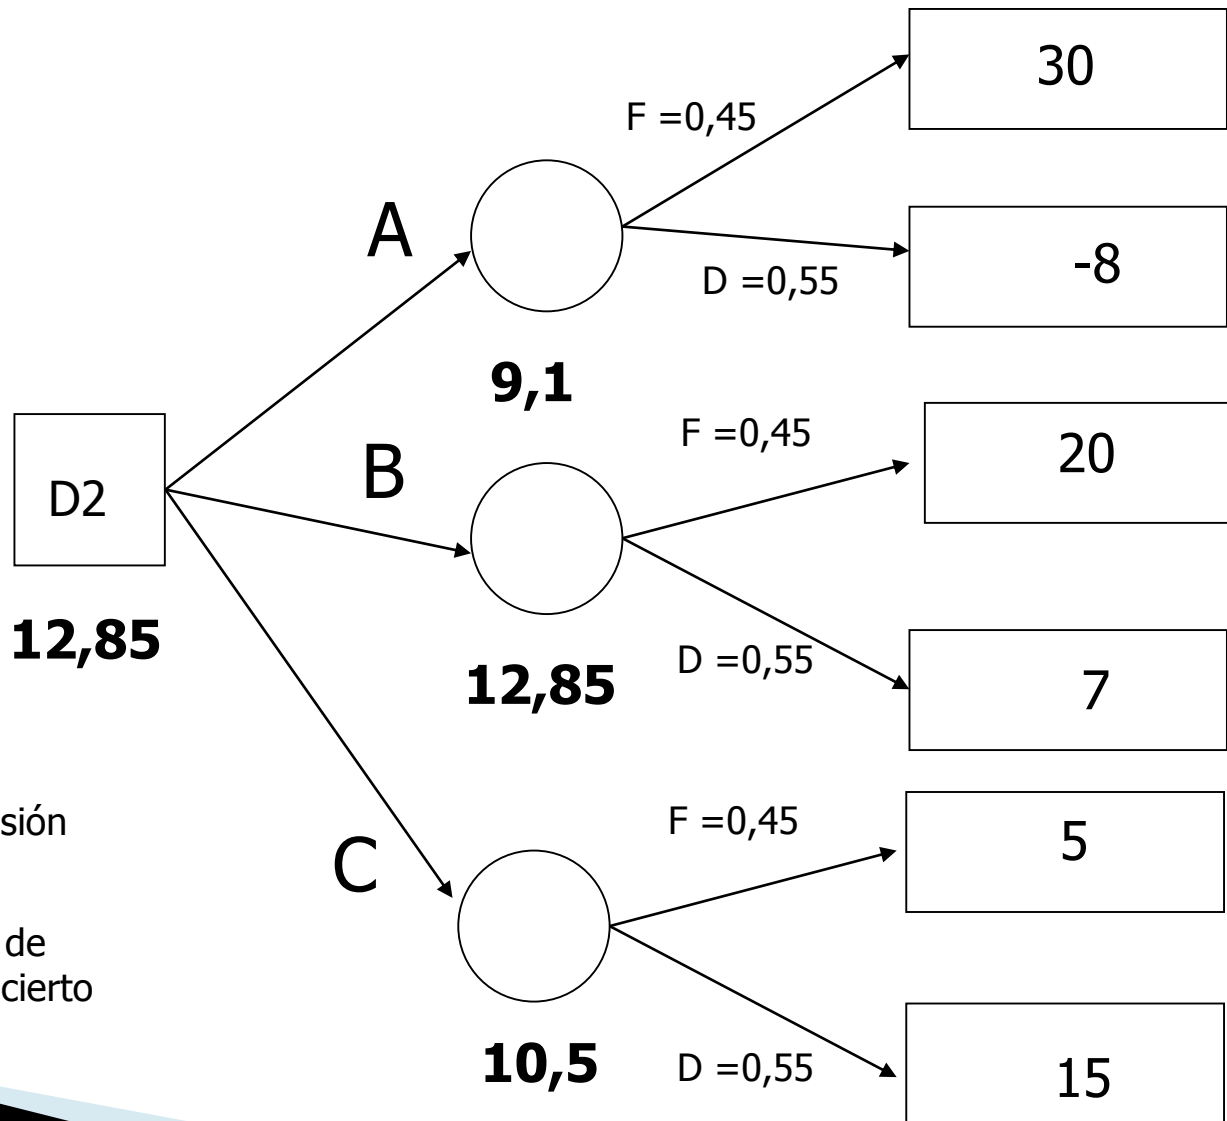 30
F =0,45
A
-8
D =0,55
9,1
F =0,45
20
B
D2
12,85
12,85
D =0,55
7
sión
F =0,45
5
C
de
cierto
10,5
D =0,55
15